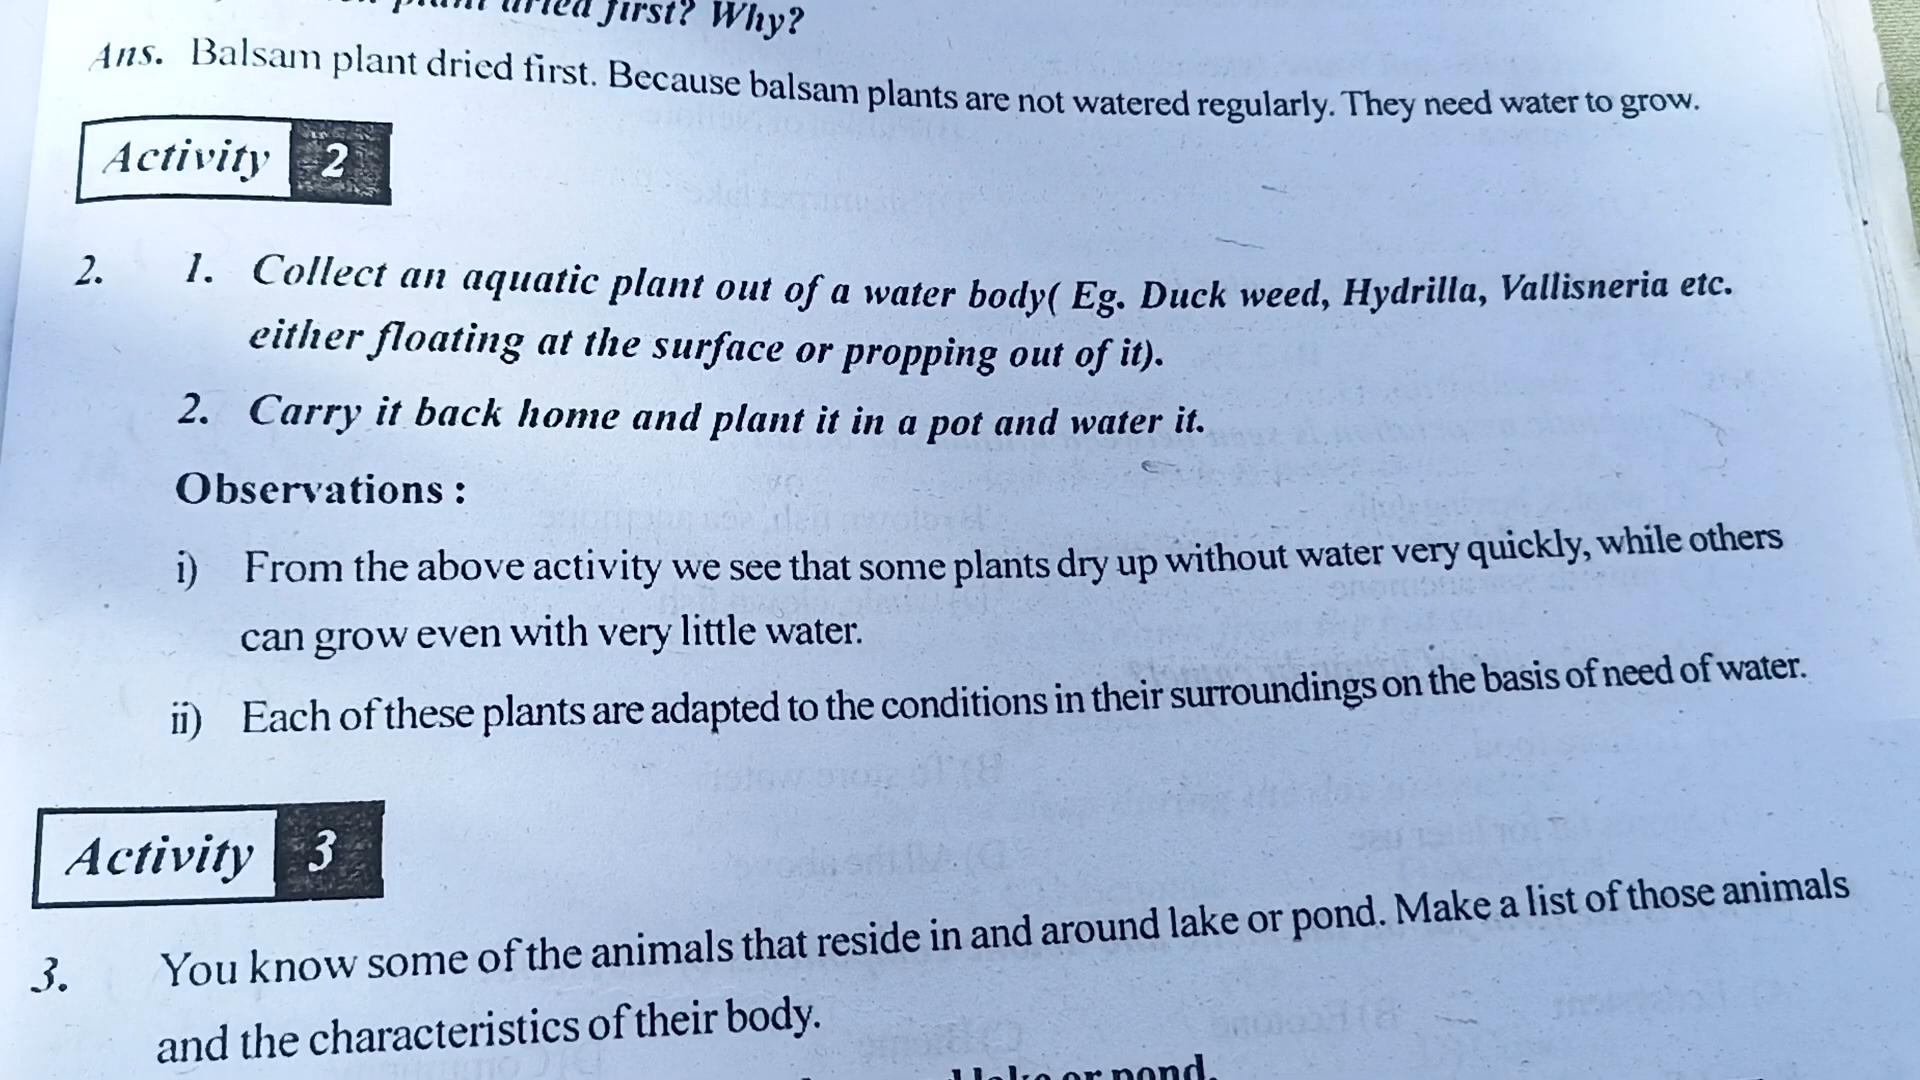 plant dried first? Why?
Ans. Balsam plant dried first. Because balsam plants are not watered regularly. They need water to grow.
Activity 2
2. 1. Collect an aquatic plant out of a water body( Eg. Duck weed, Hydrilla, Vallisneria etc.
either floating at the surface or propping out of it).
2. Carry it back home and plant it in a pot and water it.
Observations :
i) From the above activity we see that some plants dry up without water very quickly, while others
can grow even with very little water.
ii) Each of these plants are adapted to the conditions in their surroundings on the basis of need of water.
Activity 3
3. You know some of the animals that reside in and around lake or pond. Make a list of those animals
and the characteristics of their body.
lake or pond.